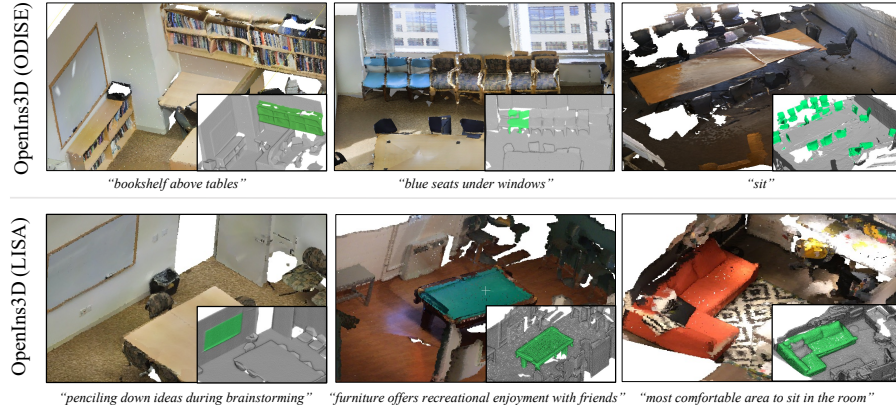 OpenIns3D (ODISE)
“bookshelf above tables”
“blue seats under windows”
“sit”
OpenIns3D (LISA)
“penciling down ideas during brainstorming”
“furniture offers recreational enjoyment with friends”
“most comfortable area to sit in the room”